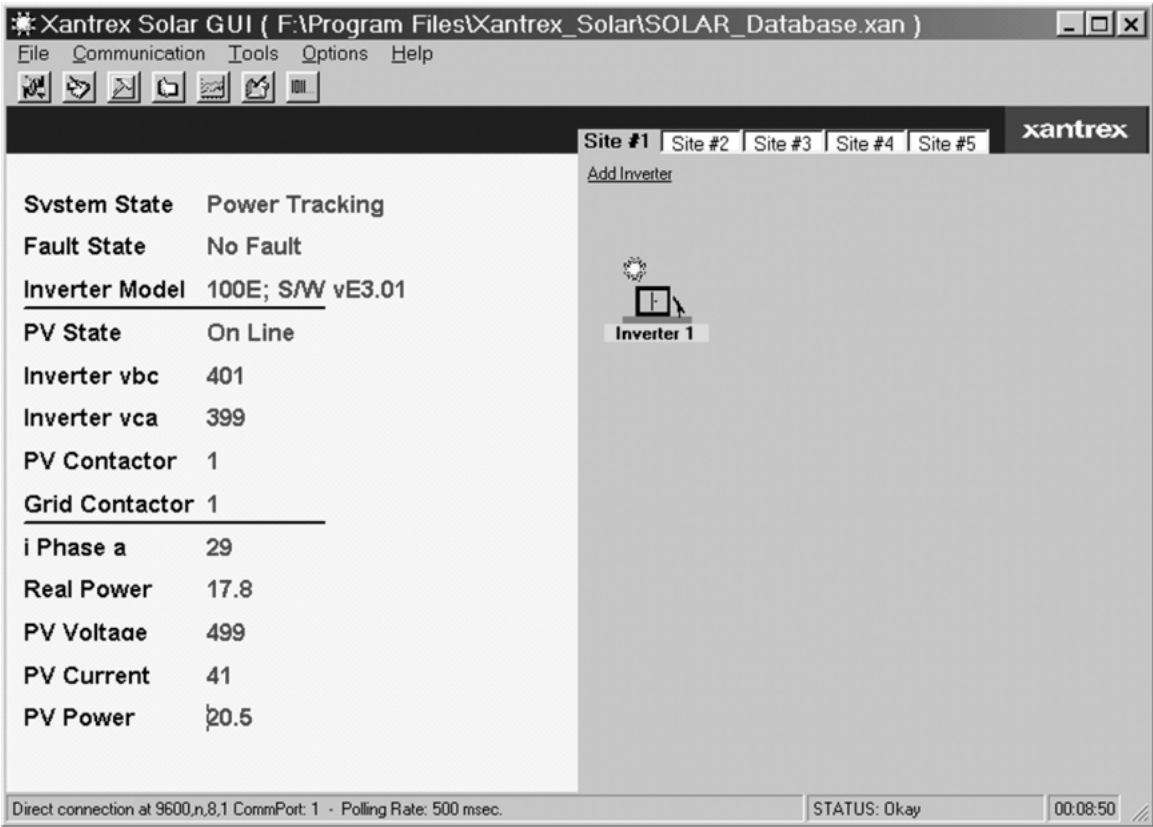 Xantrex Solar GUI ( F:\Program Files\Xantrex_Solar\SOLAR_Database.xan )
File Communication Tools Options Help
1011...
xantrex
Site #1 Site #2 Site #3 Site #4 Site #5
Add Inverter
System State Power Tracking
Fault State No Fault
Inverter Model 100E; S/W vE3.01
PV State On Line
Inverter vbc 401
Inverter vca 399
PV Contactor 1
Grid Contactor 1
i Phase a 29
Real Power 17.8
PV Voltage 499
PV Current 41
PV Power 20.5
Inverter 1
Direct connection at 9600,n,8,1 CommPort: 1 - Polling Rate: 500 msec.
STATUS: Okay
00:08:50